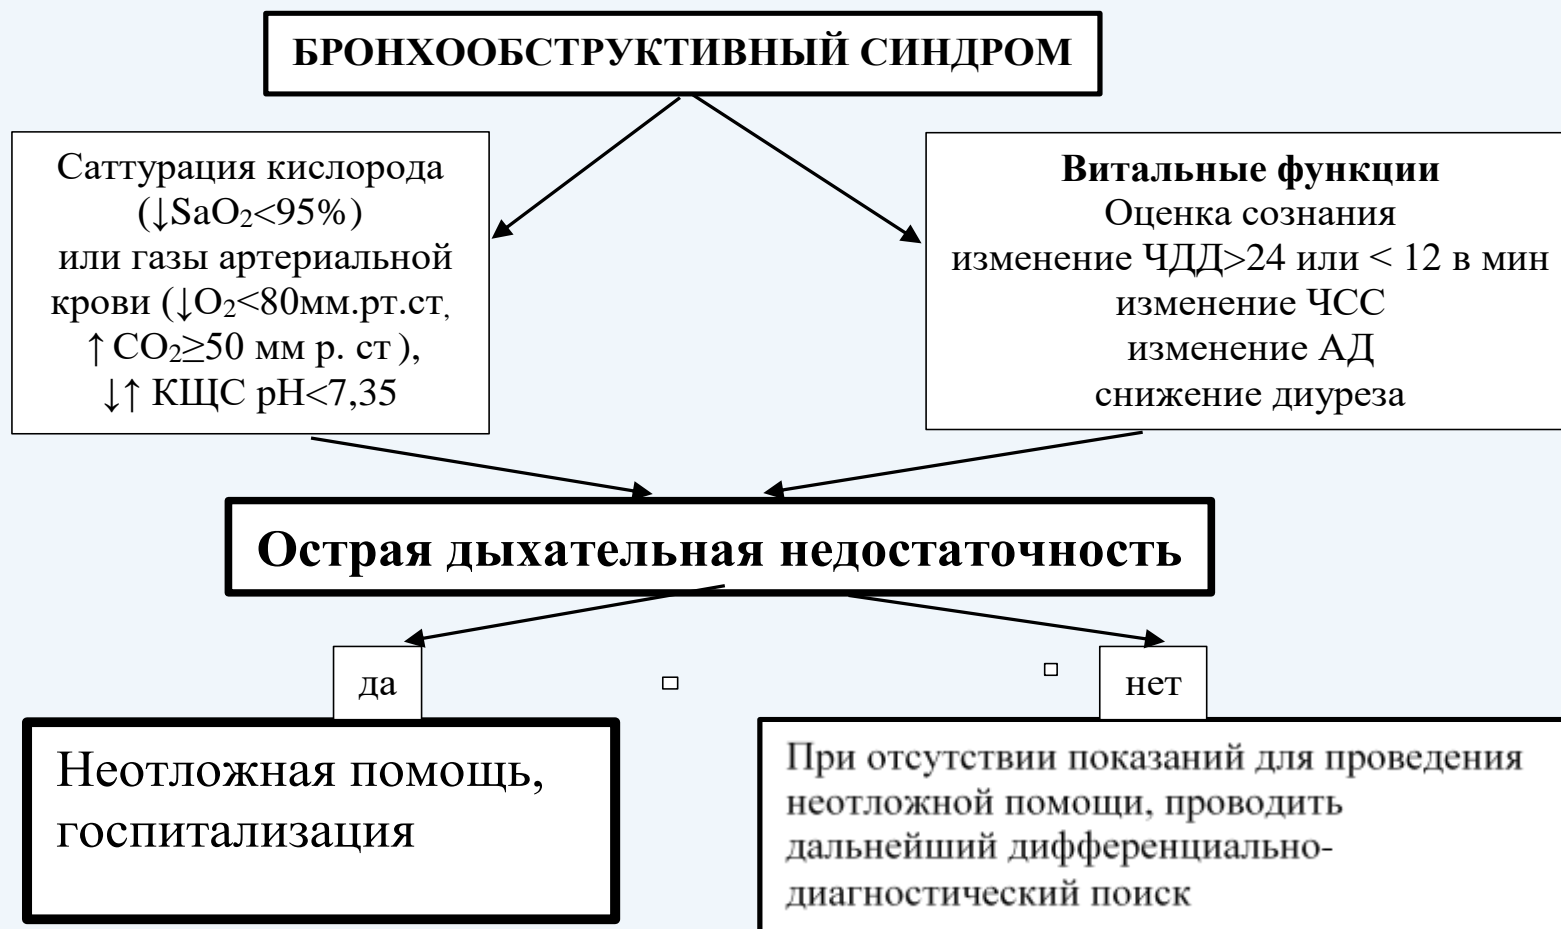 БРОНХООБСТРУКТИВНЫЙ СИНДРОМ
Саттурация кислорода
(↓SaO₂<95%)
или газы артериальной
крови (↓O₂<80мм.рт.ст,
↑ CO₂≥50 мм р. ст ),
↓↑ КЩС pH<7,35
Витальные функции
Оценка сознания
изменение ЧДД>24 или < 12 в мин
изменение ЧСС
изменение АД
снижение диуреза
Острая дыхательная недостаточность
да
нет
Неотложная помощь,
госпитализация
При отсутствии показаний для проведения
неотложной помощи, проводить
дальнейший дифференциально-
диагностический поиск